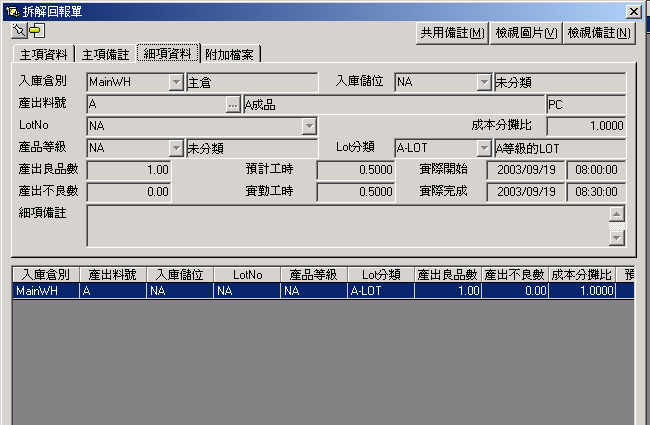 拆解回報單
共用備註(M) 檢視圖片(V) 檢視備註(N)
主項資料 主項備註 細項資料 附加檔案
入庫倉別 MainWH 主倉 入庫儲位 NA 未分類
產出料號 A ... A成品 PC
LotNo NA 成本分攤比 1.0000
產品等級 NA 未分類 Lot分類 A-LOT A等級的LOT
產出良品數 1.00 預計工時 0.5000 實際開始 2003/09/19 08:00:00
產出不良數 0.00 實勤工時 0.5000 實際完成 2003/09/19 08:30:00
細項備註
入庫倉別 產出料號 入庫儲位 LotNo 產品等級 Lot分類 產出良品數 產出不良數 成本分攤比 預
MainWH A NA NA NA A-LOT 1.00 0.00 1.0000